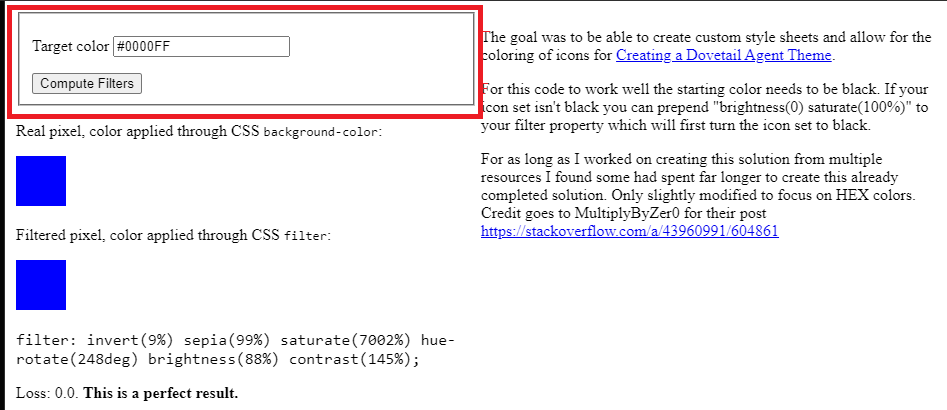 Target color #0000FF
Compute Filters
Real pixel, color applied through CSS background-color:
Filtered pixel, color applied through CSS filter:
filter: invert(9%) sepia(99%) saturate(7002%) hue-
rotate(248deg) brightness(88%) contrast(145%);
Loss: 0.0. This is a perfect result.
The goal was to be able to create custom style sheets and allow for the
coloring of icons for Creating a Dovetail Agent Theme.
For this code to work well the starting color needs to be black. If your
icon set isn't black you can prepend "brightness(0) saturate(100%)" to
your filter property which will first turn the icon set to black.
For as long as I worked on creating this solution from multiple
resources I found some had spent far longer to create this already
completed solution. Only slightly modified to focus on HEX colors.
Credit goes to MultiplyByZer0 for their post
https://stackoverflow.com/a/43960991/604861